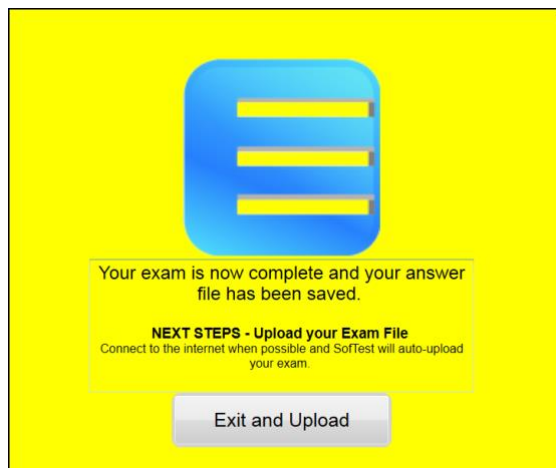 Your exam is now complete and your answer
file has been saved.
NEXT STEPS - Upload your Exam File
Connect to the internet when possible and SofTest will auto-upload
your exam.
Exit and Upload